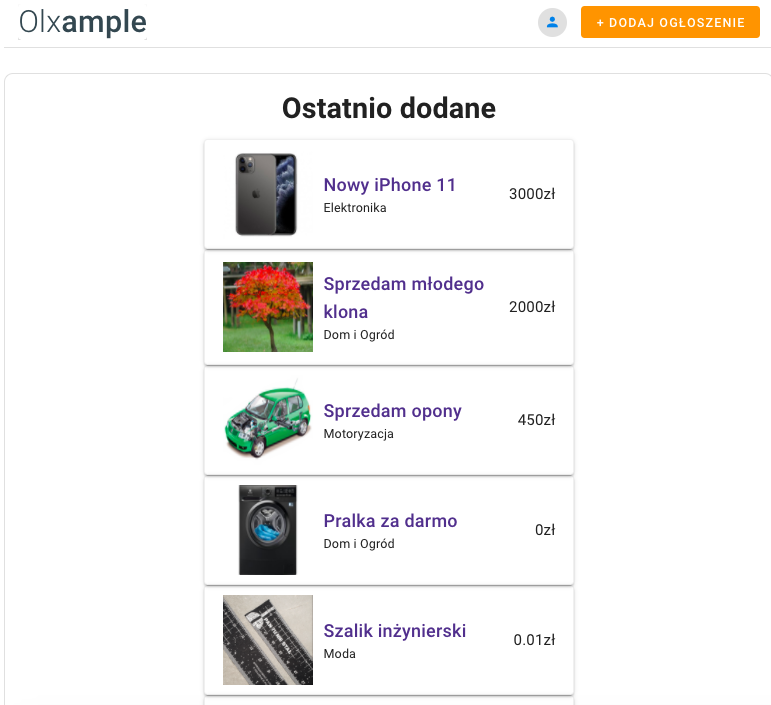 Olxample
+ DODAJ OGŁOSZENIE
Ostatnio dodane
Nowy iPhone 11
Elektronika
3000zł
Sprzedam młodego
klona
Dom i Ogród
2000zł
Sprzedam opony
Motoryzacja
450zł
Pralka za darmo
Dom i Ogród
0zł
Szalik inżynierski
Moda
0.01zł